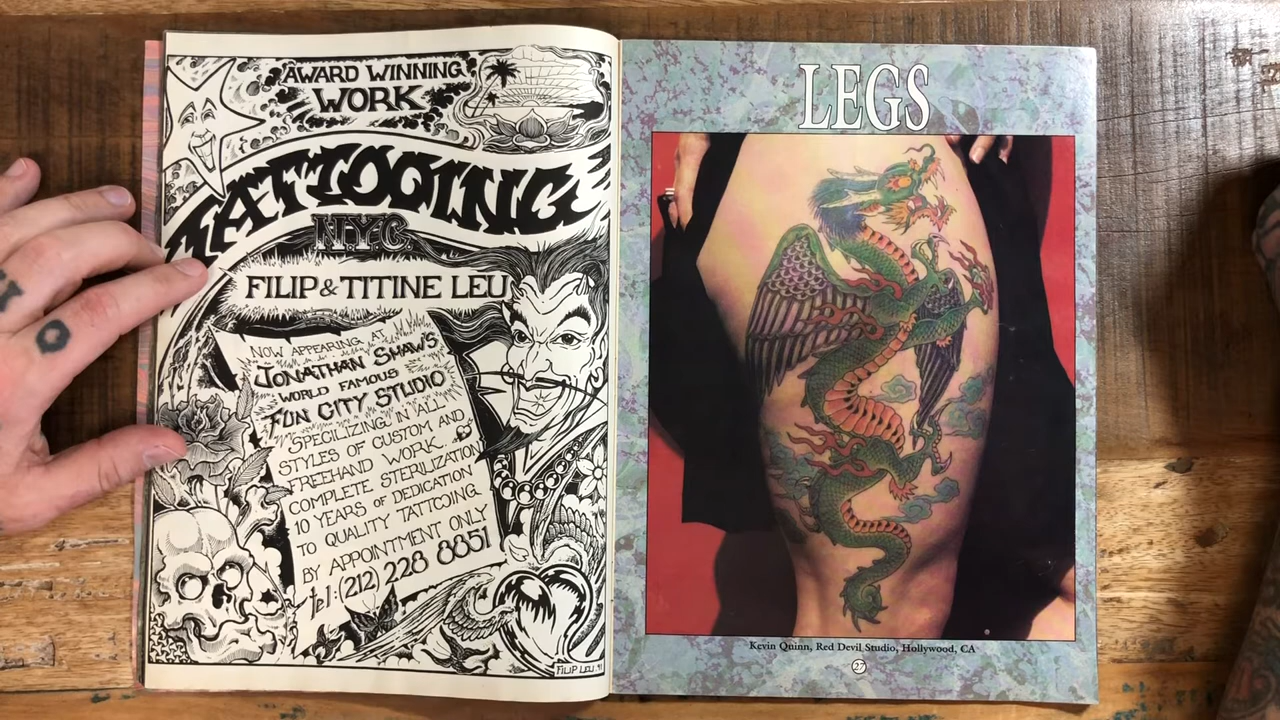 AWARD WINNING
WORK
TATTOOING
N.Y.C.
FILIP & TITINE LEU
NOW APPEARING AT
JONATHAN SHAW'S
WORLD FAMOUS
FUN CITY STUDIO
SPECILIZING IN ALL
STYLES OF CUSTOM AND
FREEHAND WORK
COMPLETE STERILIZATION
10 YEARS OF DEDICATION
TO QUALITY TATTOOING
BY APPOINTMENT ONLY
Tel: (212) 228 8851
FILIP LEU 91
LEGS
Kevin Quinn, Red Devil Studio, Hollywood, CA
27